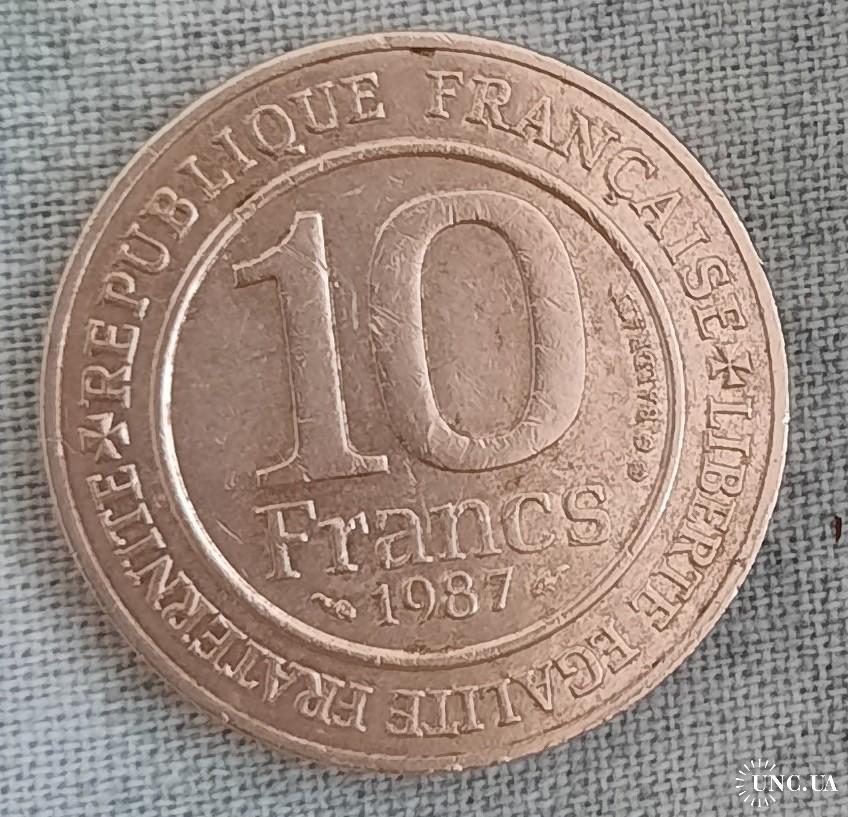 REPUBLIQUE FRANÇAISE ✠ LIBERTE EGALITE FRATERNITE ✠
10
Francs
1987
UNC.UA